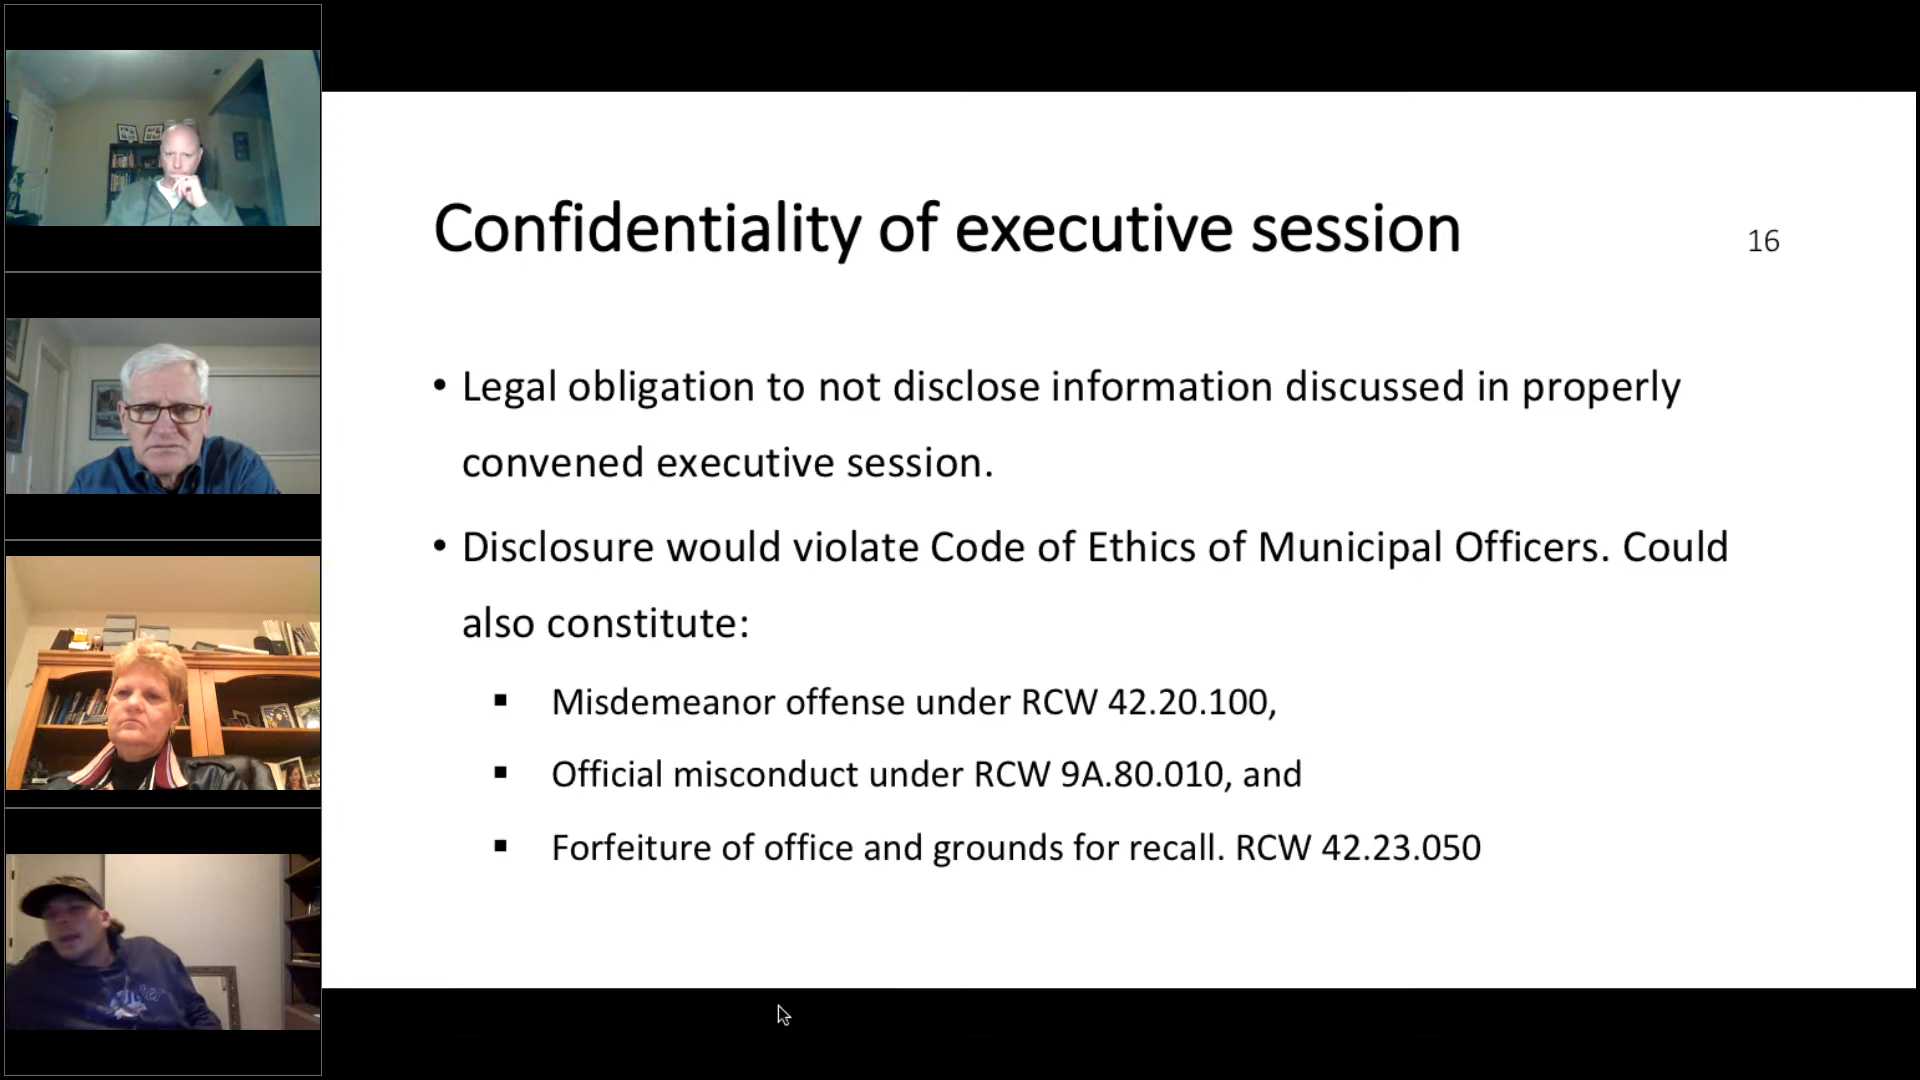 Confidentiality of executive session
16
• Legal obligation to not disclose information discussed in properly
convened executive session.
• Disclosure would violate Code of Ethics of Municipal Officers. Could
also constitute:
▪ Misdemeanor offense under RCW 42.20.100,
▪ Official misconduct under RCW 9A.80.010, and
▪ Forfeiture of office and grounds for recall. RCW 42.23.050